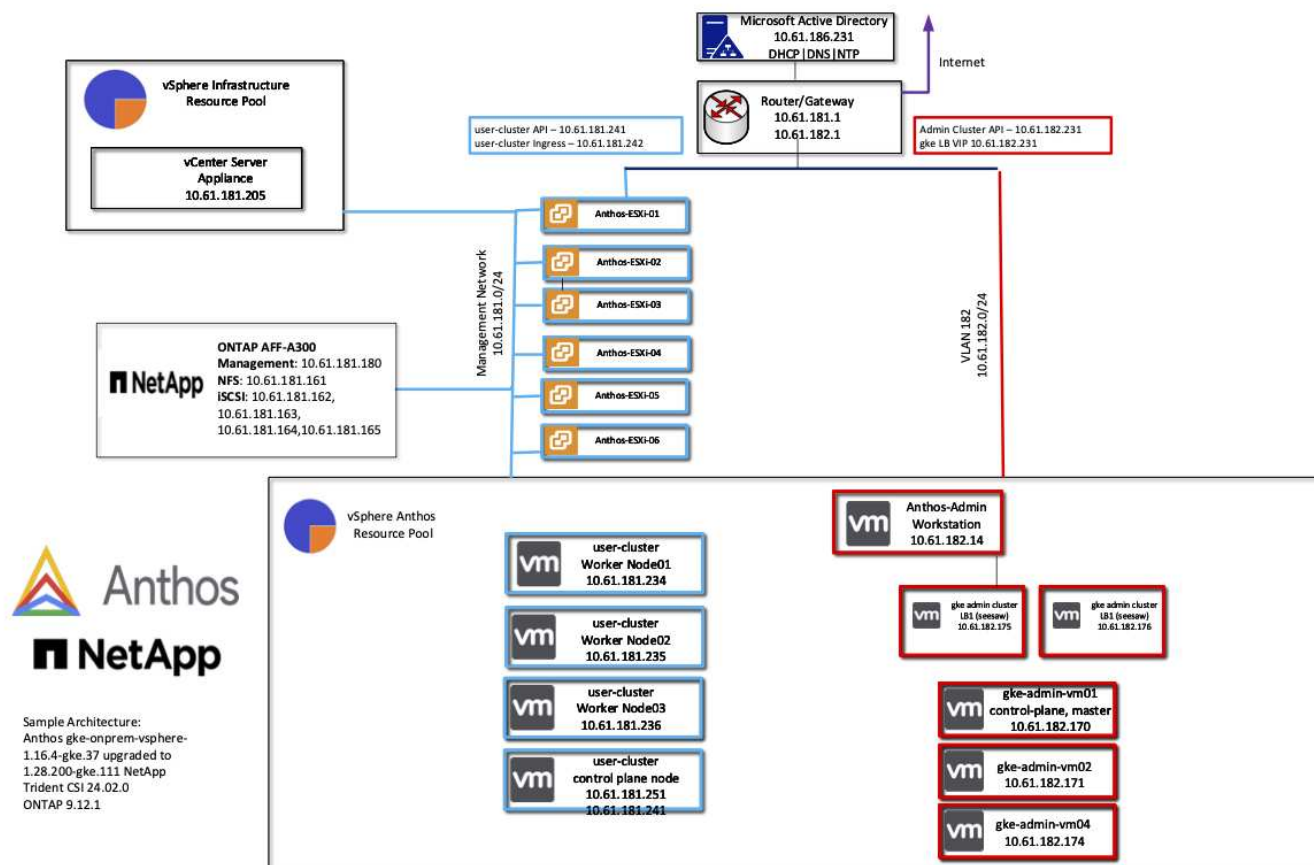 Microsoft Active Directory
10.61.186.231
DHCP|DNS|NTP
Internet
vSphere Infrastructure
Resource Pool
vCenter Server
Appliance
10.61.181.205
Router/Gateway
10.61.181.1
10.61.182.1
user-cluster API – 10.61.181.241
user-cluster Ingress – 10.61.181.242
Admin Cluster API – 10.61.182.231
gke LB VIP 10.61.182.231
Anthos-ESXi-01
Anthos-ESXi-02
Anthos-ESXi-03
Anthos-ESXi-04
Anthos-ESXi-05
Anthos-ESXi-06
Management Network
10.61.181.0/24
VLAN 182
10.61.182.0/24
NetApp
ONTAP AFF-A300
Management: 10.61.181.180
NFS: 10.61.181.161
iSCSI: 10.61.181.162,
10.61.181.163,
10.61.181.164,10.61.181.165
vSphere Anthos
Resource Pool
vm
user-cluster
Worker Node01
10.61.181.234
vm
user-cluster
Worker Node02
10.61.181.235
vm
user-cluster
Worker Node03
10.61.181.236
vm
user-cluster
control plane node
10.61.181.251
10.61.181.241
vm
Anthos-Admin
Workstation
10.61.182.14
vm
gke admin cluster
LB1 (seesaw)
10.61.182.175
vm
gke admin cluster
LB1 (seesaw)
10.61.182.176
vm
gke-admin-vm01
control-plane, master
10.61.182.170
vm
gke-admin-vm02
10.61.182.171
vm
gke-admin-vm04
10.61.182.174
Anthos
NetApp
Sample Architecture:
Anthos gke-onprem-vsphere-
1.16.4-gke.37 upgraded to
1.28.200-gke.111 NetApp
Trident CSI 24.02.0
ONTAP 9.12.1